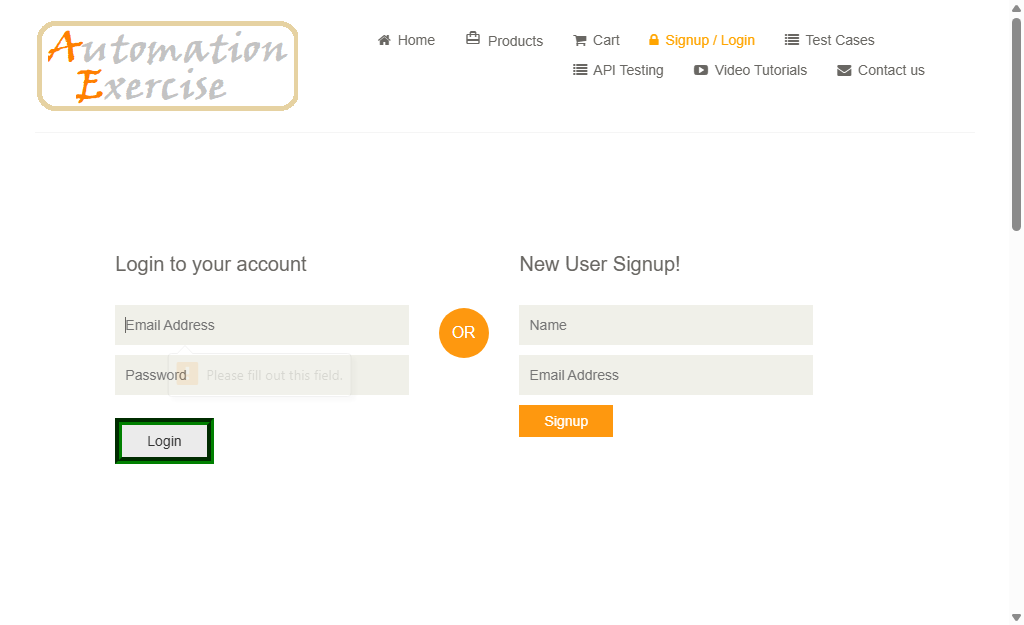 Automation
Exercise
Home
Products
Cart
Signup / Login
Test Cases
API Testing
Video Tutorials
Contact us
Login to your account
New User Signup!
Email Address
OR
Name
Password
! Please fill out this field.
Email Address
Login
Signup